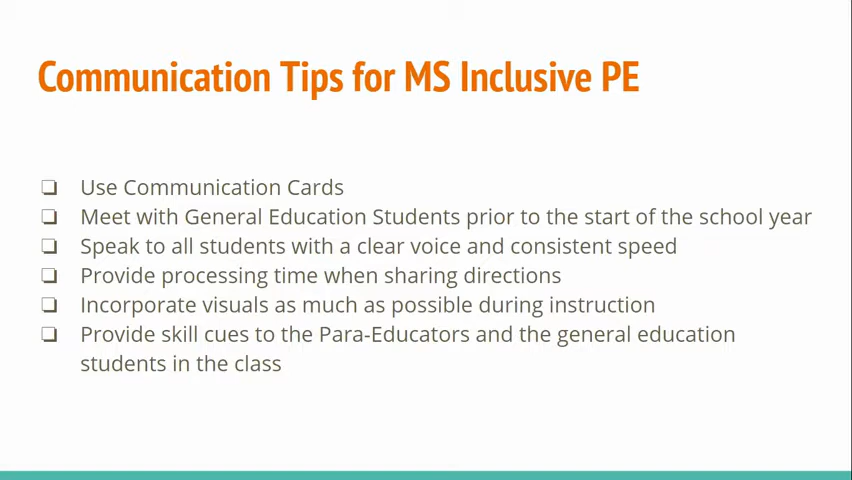 Communication Tips for MS Inclusive PE
❏ Use Communication Cards
❏ Meet with General Education Students prior to the start of the school year
❏ Speak to all students with a clear voice and consistent speed
❏ Provide processing time when sharing directions
❏ Incorporate visuals as much as possible during instruction
❏ Provide skill cues to the Para-Educators and the general education
students in the class